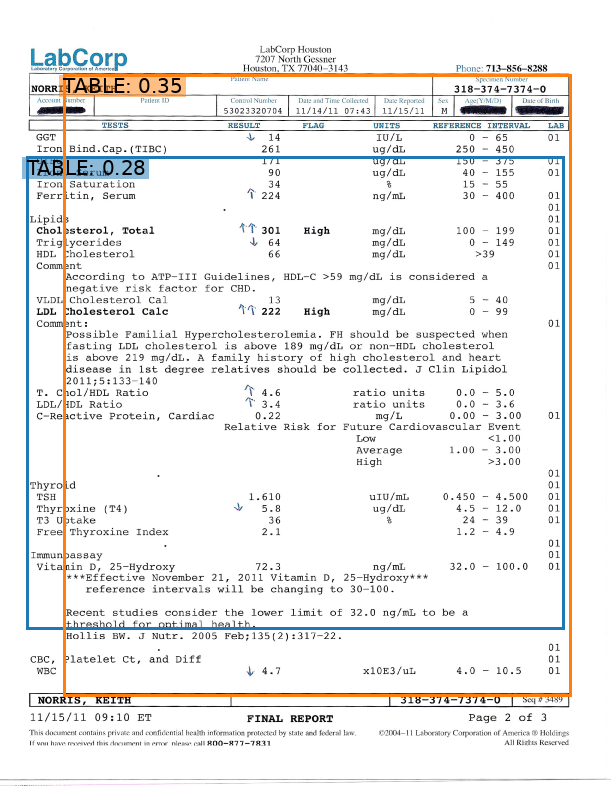 LabCorp
Laboratory Corporation of America
LabCorp Houston
7207 North Gessner
Houston, TX 77040-3143
Phone: 713-856-8288
TABLE: 0.35
Patient Name
Specimen Number
NORRIS
318-374-7374-0
Account Number Patient ID Control Number Date and Time Collected Date Reported Sex Age(Y/M/D) Date of Birth
53023320704 11/14/11 07:43 11/15/11 M
TESTS RESULT FLAG UNITS REFERENCE INTERVAL LAB
GGT ↓ 14 IU/L 0 - 65 01
Iron Bind.Cap.(TIBC) 261 ug/dL 250 - 450
171 ug/dL 150 - 375 01
TABLE: 0.28
90 ug/dL 40 - 155 01
Iron Saturation 34 % 15 - 55
Ferritin, Serum ↑ 224 ng/mL 30 - 400 01
01
Lipids 01
Cholesterol, Total ↑↑ 301 High mg/dL 100 - 199 01
Triglycerides ↓ 64 mg/dL 0 - 149 01
HDL Cholesterol 66 mg/dL >39 01
Comment 01
According to ATP-III Guidelines, HDL-C >59 mg/dL is considered a
negative risk factor for CHD.
VLDL Cholesterol Cal 13 mg/dL 5 - 40
LDL Cholesterol Calc ↑↑ 222 High mg/dL 0 - 99
Comment: 01
Possible Familial Hypercholesterolemia. FH should be suspected when
fasting LDL cholesterol is above 189 mg/dL or non-HDL cholesterol
is above 219 mg/dL. A family history of high cholesterol and heart
disease in 1st degree relatives should be collected. J Clin Lipidol
2011;5:133-140
T. Chol/HDL Ratio ↑ 4.6 ratio units 0.0 - 5.0
LDL/HDL Ratio ↑ 3.4 ratio units 0.0 - 3.6
C-Reactive Protein, Cardiac 0.22 mg/L 0.00 - 3.00 01
Relative Risk for Future Cardiovascular Event
Low <1.00
Average 1.00 - 3.00
High >3.00
01
Thyroid 01
TSH 1.610 uIU/mL 0.450 - 4.500 01
Thyroxine (T4) ↓ 5.8 ug/dL 4.5 - 12.0 01
T3 Uptake 36 % 24 - 39 01
Free Thyroxine Index 2.1 1.2 - 4.9
01
Immunoassay 01
Vitamin D, 25-Hydroxy 72.3 ng/mL 32.0 - 100.0 01
***Effective November 21, 2011 Vitamin D, 25-Hydroxy***
reference intervals will be changing to 30-100.
Recent studies consider the lower limit of 32.0 ng/mL to be a
threshold for optimal health.
Hollis BW. J Nutr. 2005 Feb;135(2):317-22.
01
CBC, Platelet Ct, and Diff 01
WBC ↓ 4.7 x10E3/uL 4.0 - 10.5 01
NORRIS, KEITH 318-374-7374-0 Seq # 3489
11/15/11 09:10 ET FINAL REPORT Page 2 of 3
This document contains private and confidential health information protected by state and federal law.
If you have received this document in error, please call 800-877-7831
©2004-11 Laboratory Corporation of America ® Holdings
All Rights Reserved